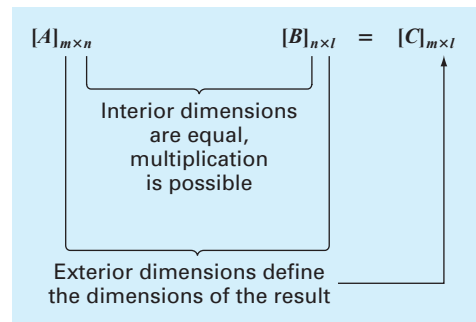 [A]m×n [B]n×l = [C]m×l
Interior dimensions
are equal,
multiplication
is possible
Exterior dimensions define
the dimensions of the result